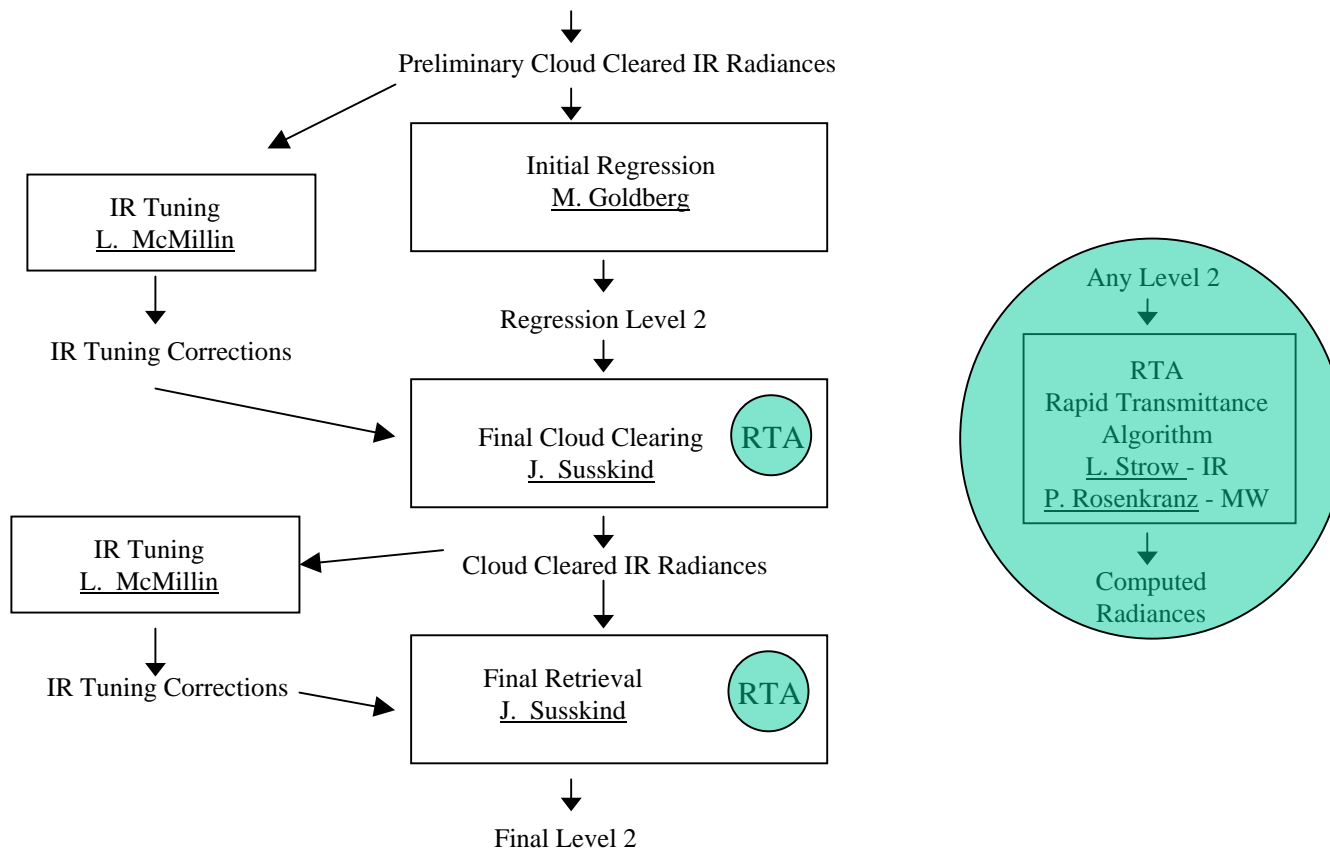 Preliminary Cloud Cleared IR Radiances
Initial Regression
M. Goldberg
IR Tuning
L. McMillin
Regression Level 2
IR Tuning Corrections
Final Cloud Clearing
J. Susskind
RTA
IR Tuning
L. McMillin
Cloud Cleared IR Radiances
IR Tuning Corrections
Final Retrieval
J. Susskind
RTA
Final Level 2
Any Level 2
RTA
Rapid Transmittance
Algorithm
L. Strow - IR
P. Rosenkranz - MW
Computed
Radiances